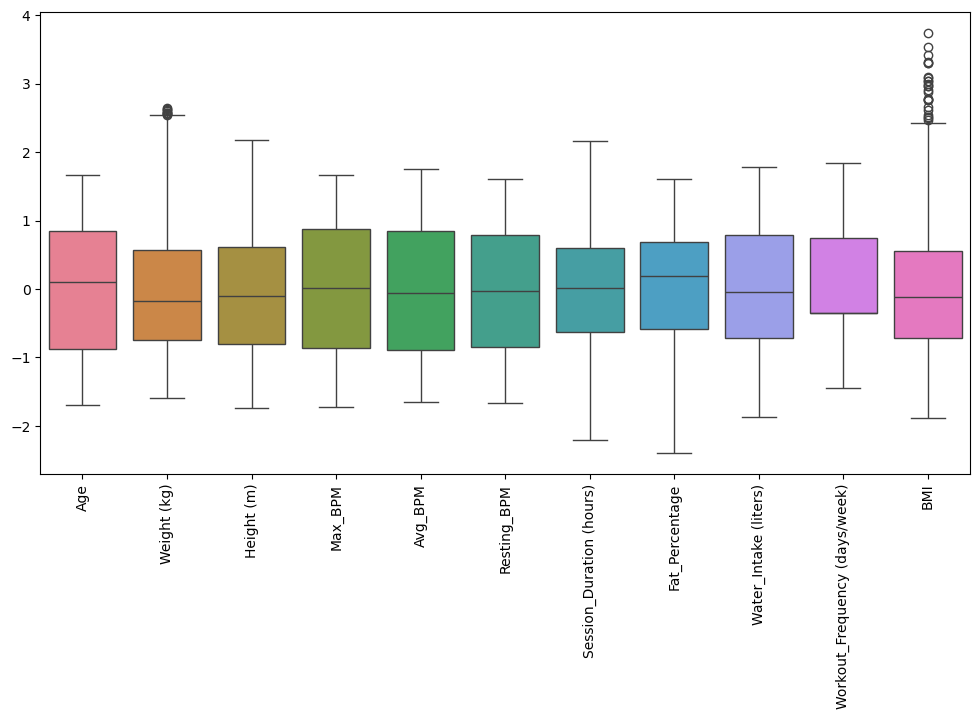 4
3
2
1
0
−1
−2
Age
Weight (kg)
Height (m)
Max_BPM
Avg_BPM
Resting_BPM
Session_Duration (hours)
Fat_Percentage
Water_Intake (liters)
Workout_Frequency (days/week)
BMI